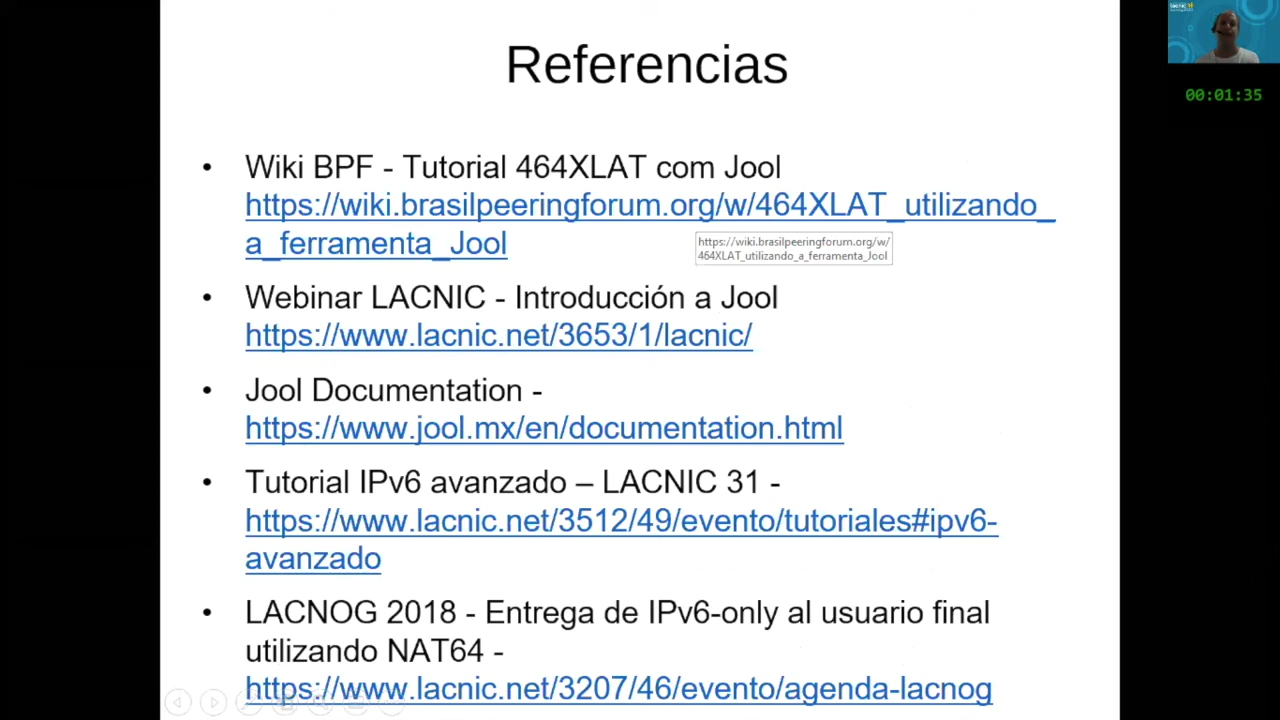 lacnic
00:01:35
Referencias
• Wiki BPF - Tutorial 464XLAT com Jool
https://wiki.brasilpeeringforum.org/w/464XLAT_utilizando_
a_ferramenta_Jool
https://wiki.brasilpeeringforum.org/w/
464XLAT_utilizando_a_ferramenta_Jool
• Webinar LACNIC - Introducción a Jool
https://www.lacnic.net/3653/1/lacnic/
• Jool Documentation -
https://www.jool.mx/en/documentation.html
• Tutorial IPv6 avanzado – LACNIC 31 -
https://www.lacnic.net/3512/49/evento/tutoriales#ipv6-
avanzado
• LACNOG 2018 - Entrega de IPv6-only al usuario final
utilizando NAT64 -
https://www.lacnic.net/3207/46/evento/agenda-lacnog